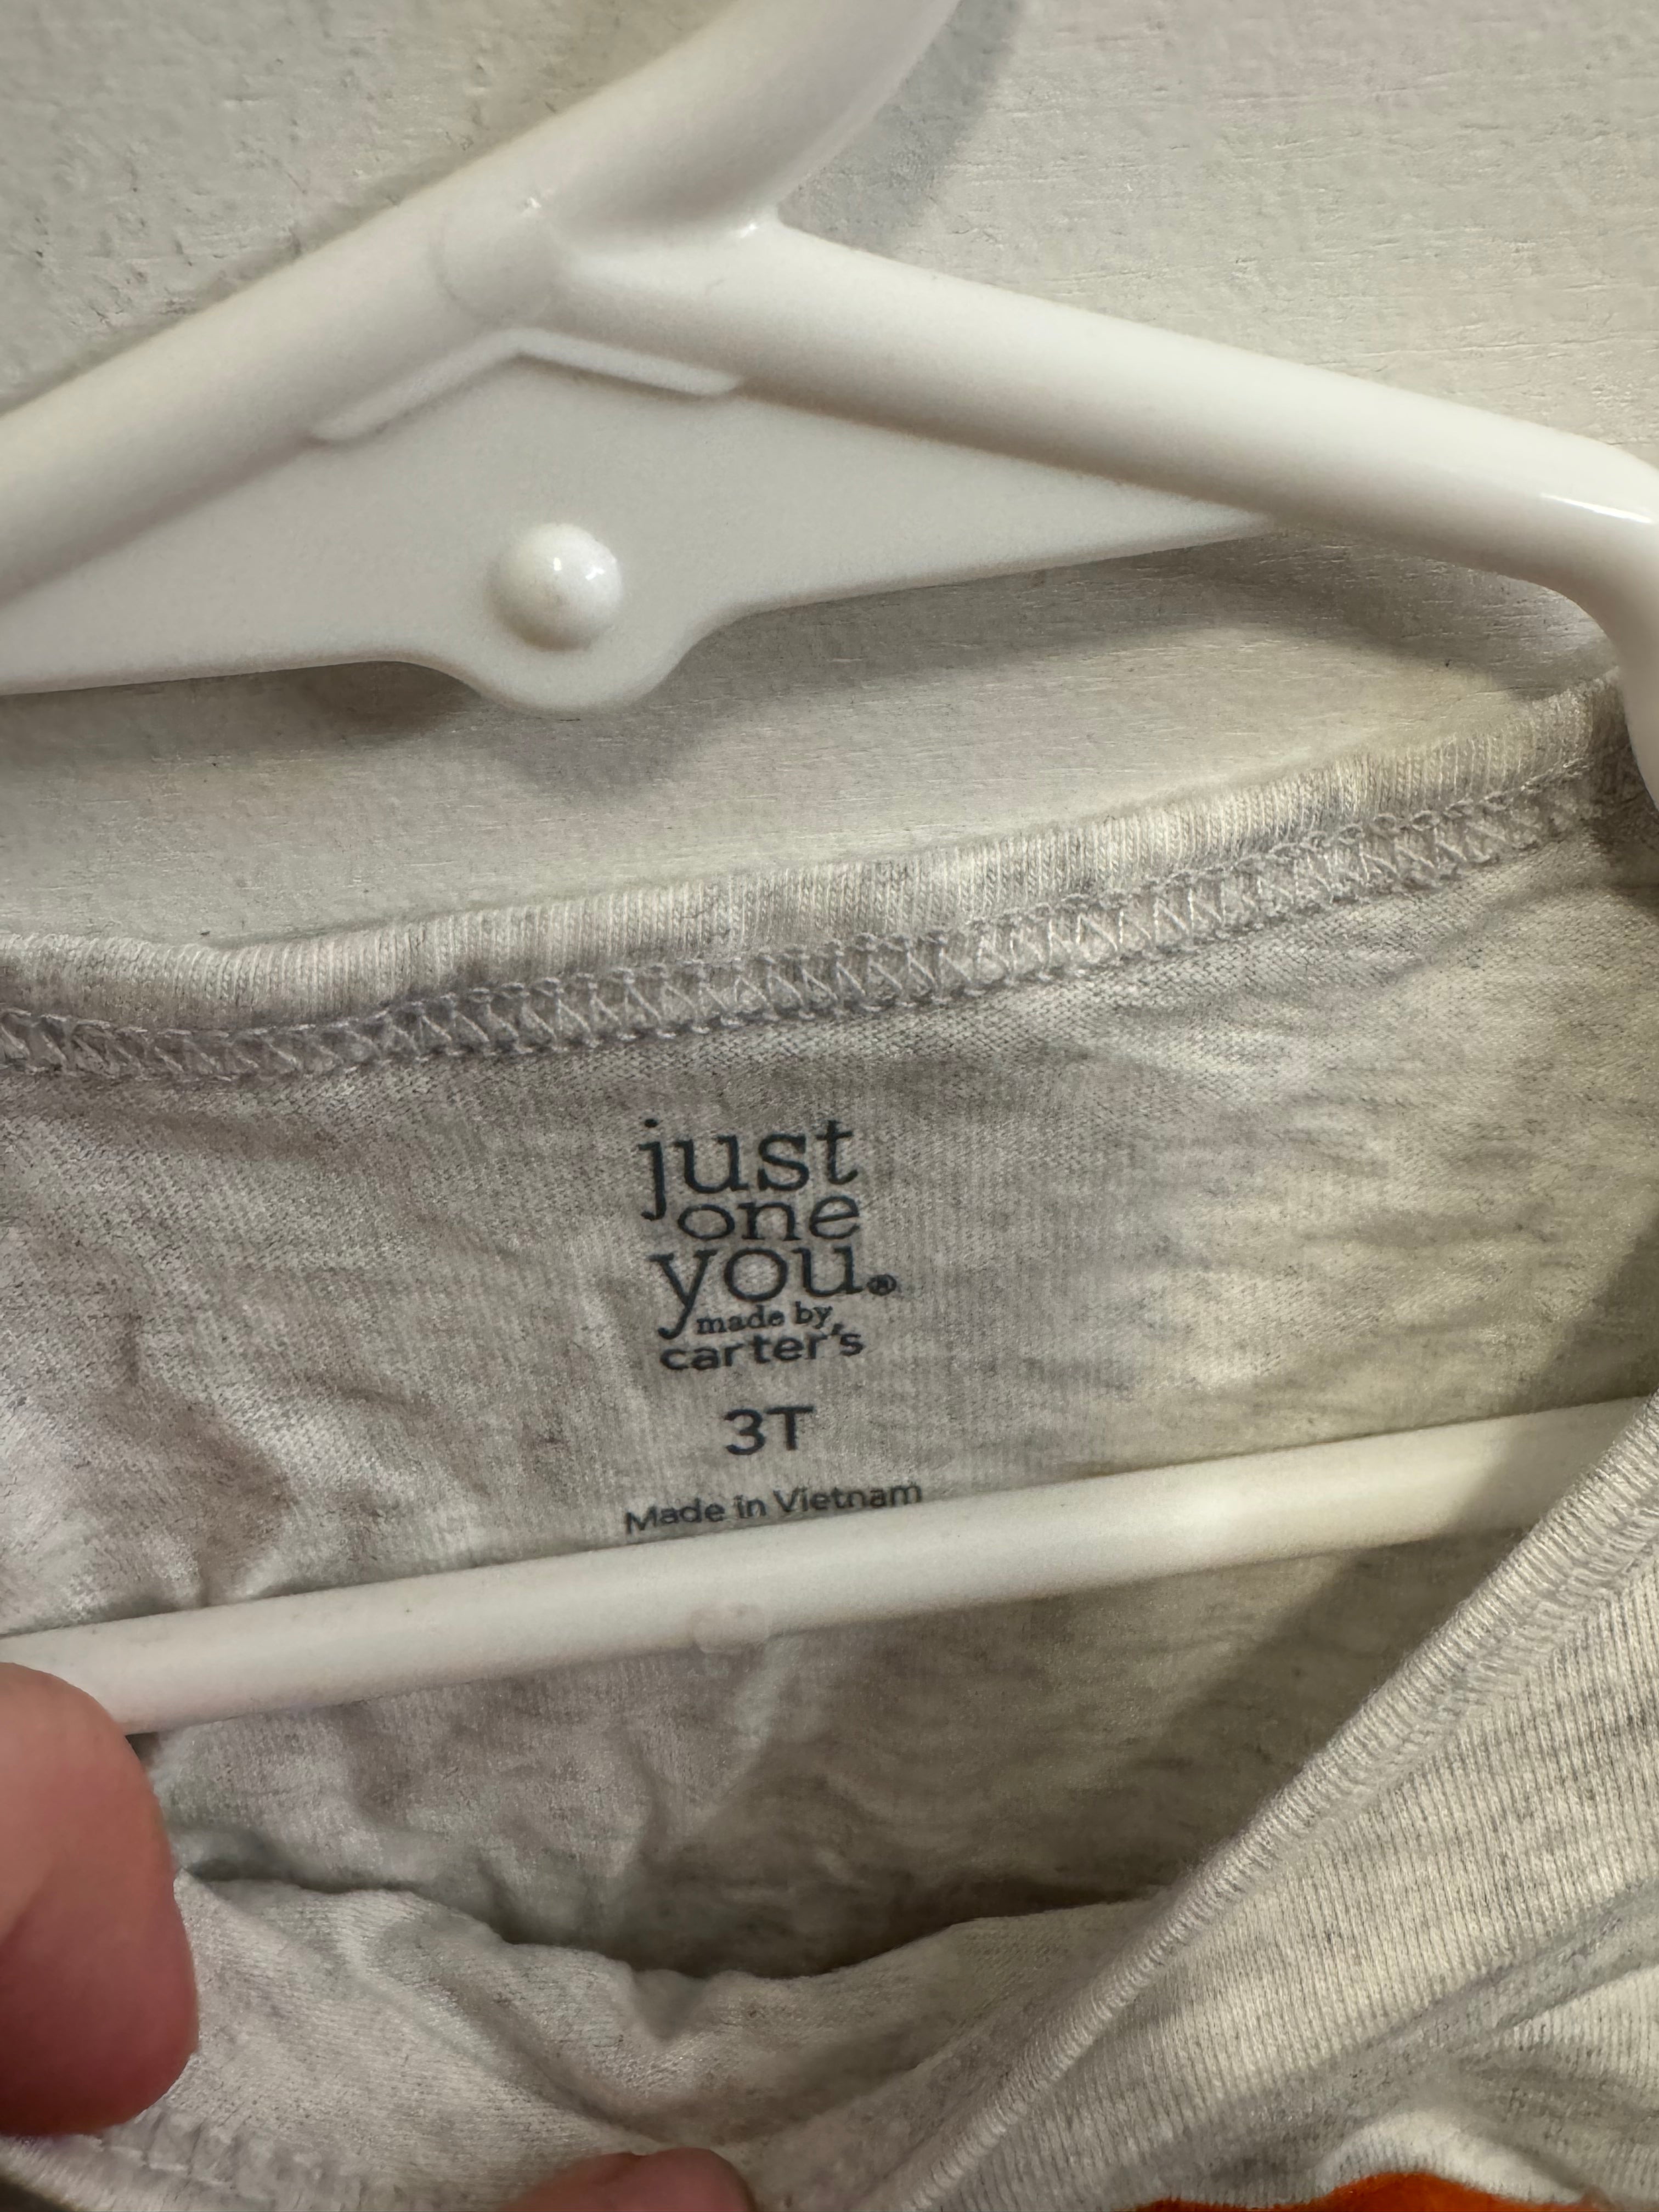 just
one
you.®
made by
carter's
3T
Made in Vietnam